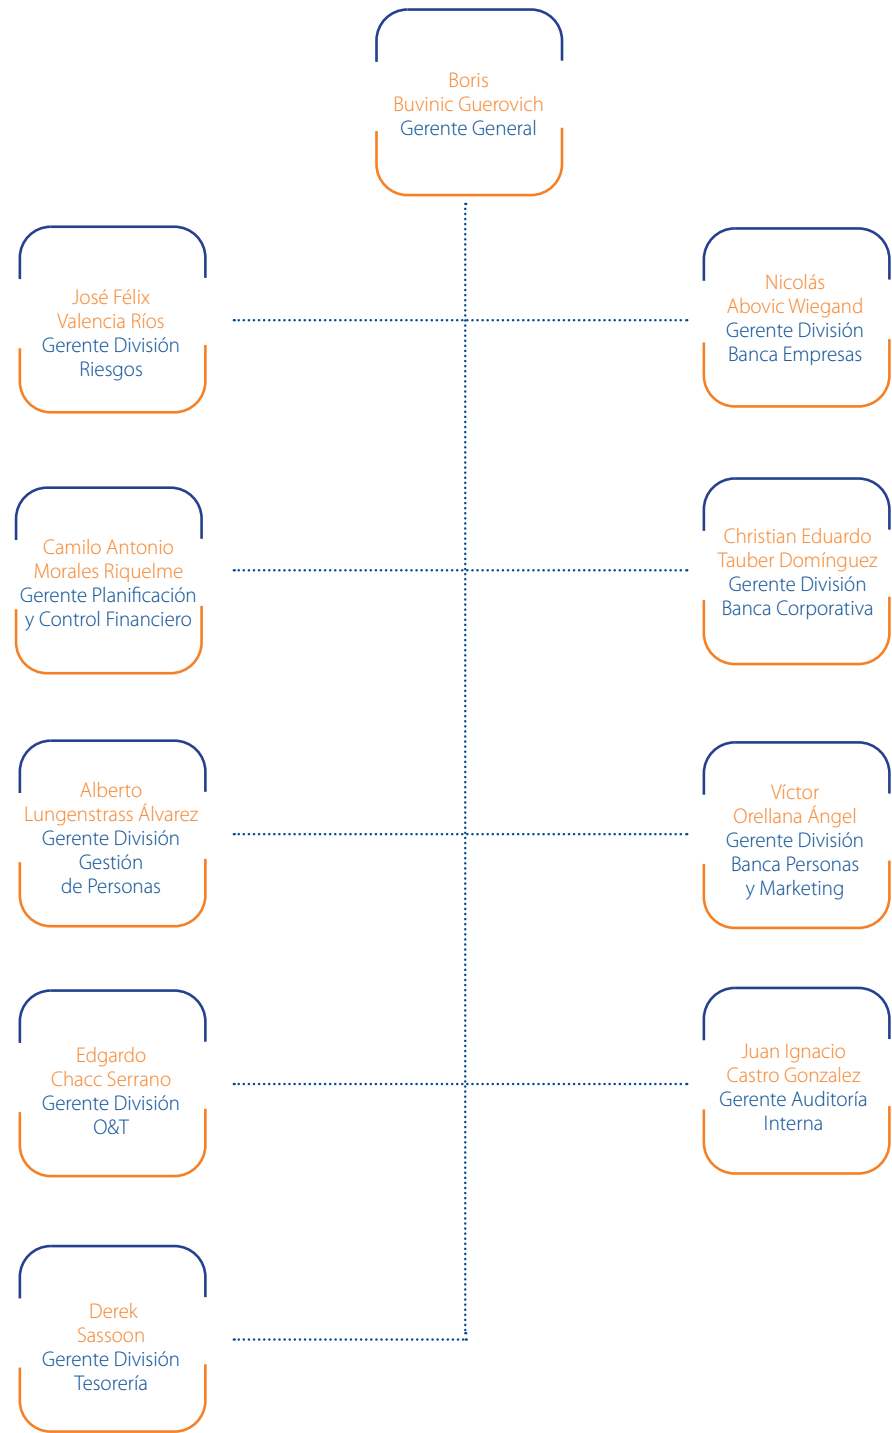 Boris
Buvinic Guerovich
Gerente General
José Félix
Valencia Ríos
Gerente División
Riesgos
Nicolás
Abovic Wiegand
Gerente División
Banca Empresas
Camilo Antonio
Morales Riquelme
Gerente Planificación
y Control Financiero
Christian Eduardo
Tauber Domínguez
Gerente División
Banca Corporativa
Alberto
Lungenstrass Álvarez
Gerente División
Gestión
de Personas
Víctor
Orellana Ángel
Gerente División
Banca Personas
y Marketing
Edgardo
Chacc Serrano
Gerente División
O&T
Juan Ignacio
Castro Gonzalez
Gerente Auditoría
Interna
Derek
Sassoon
Gerente División
Tesorería